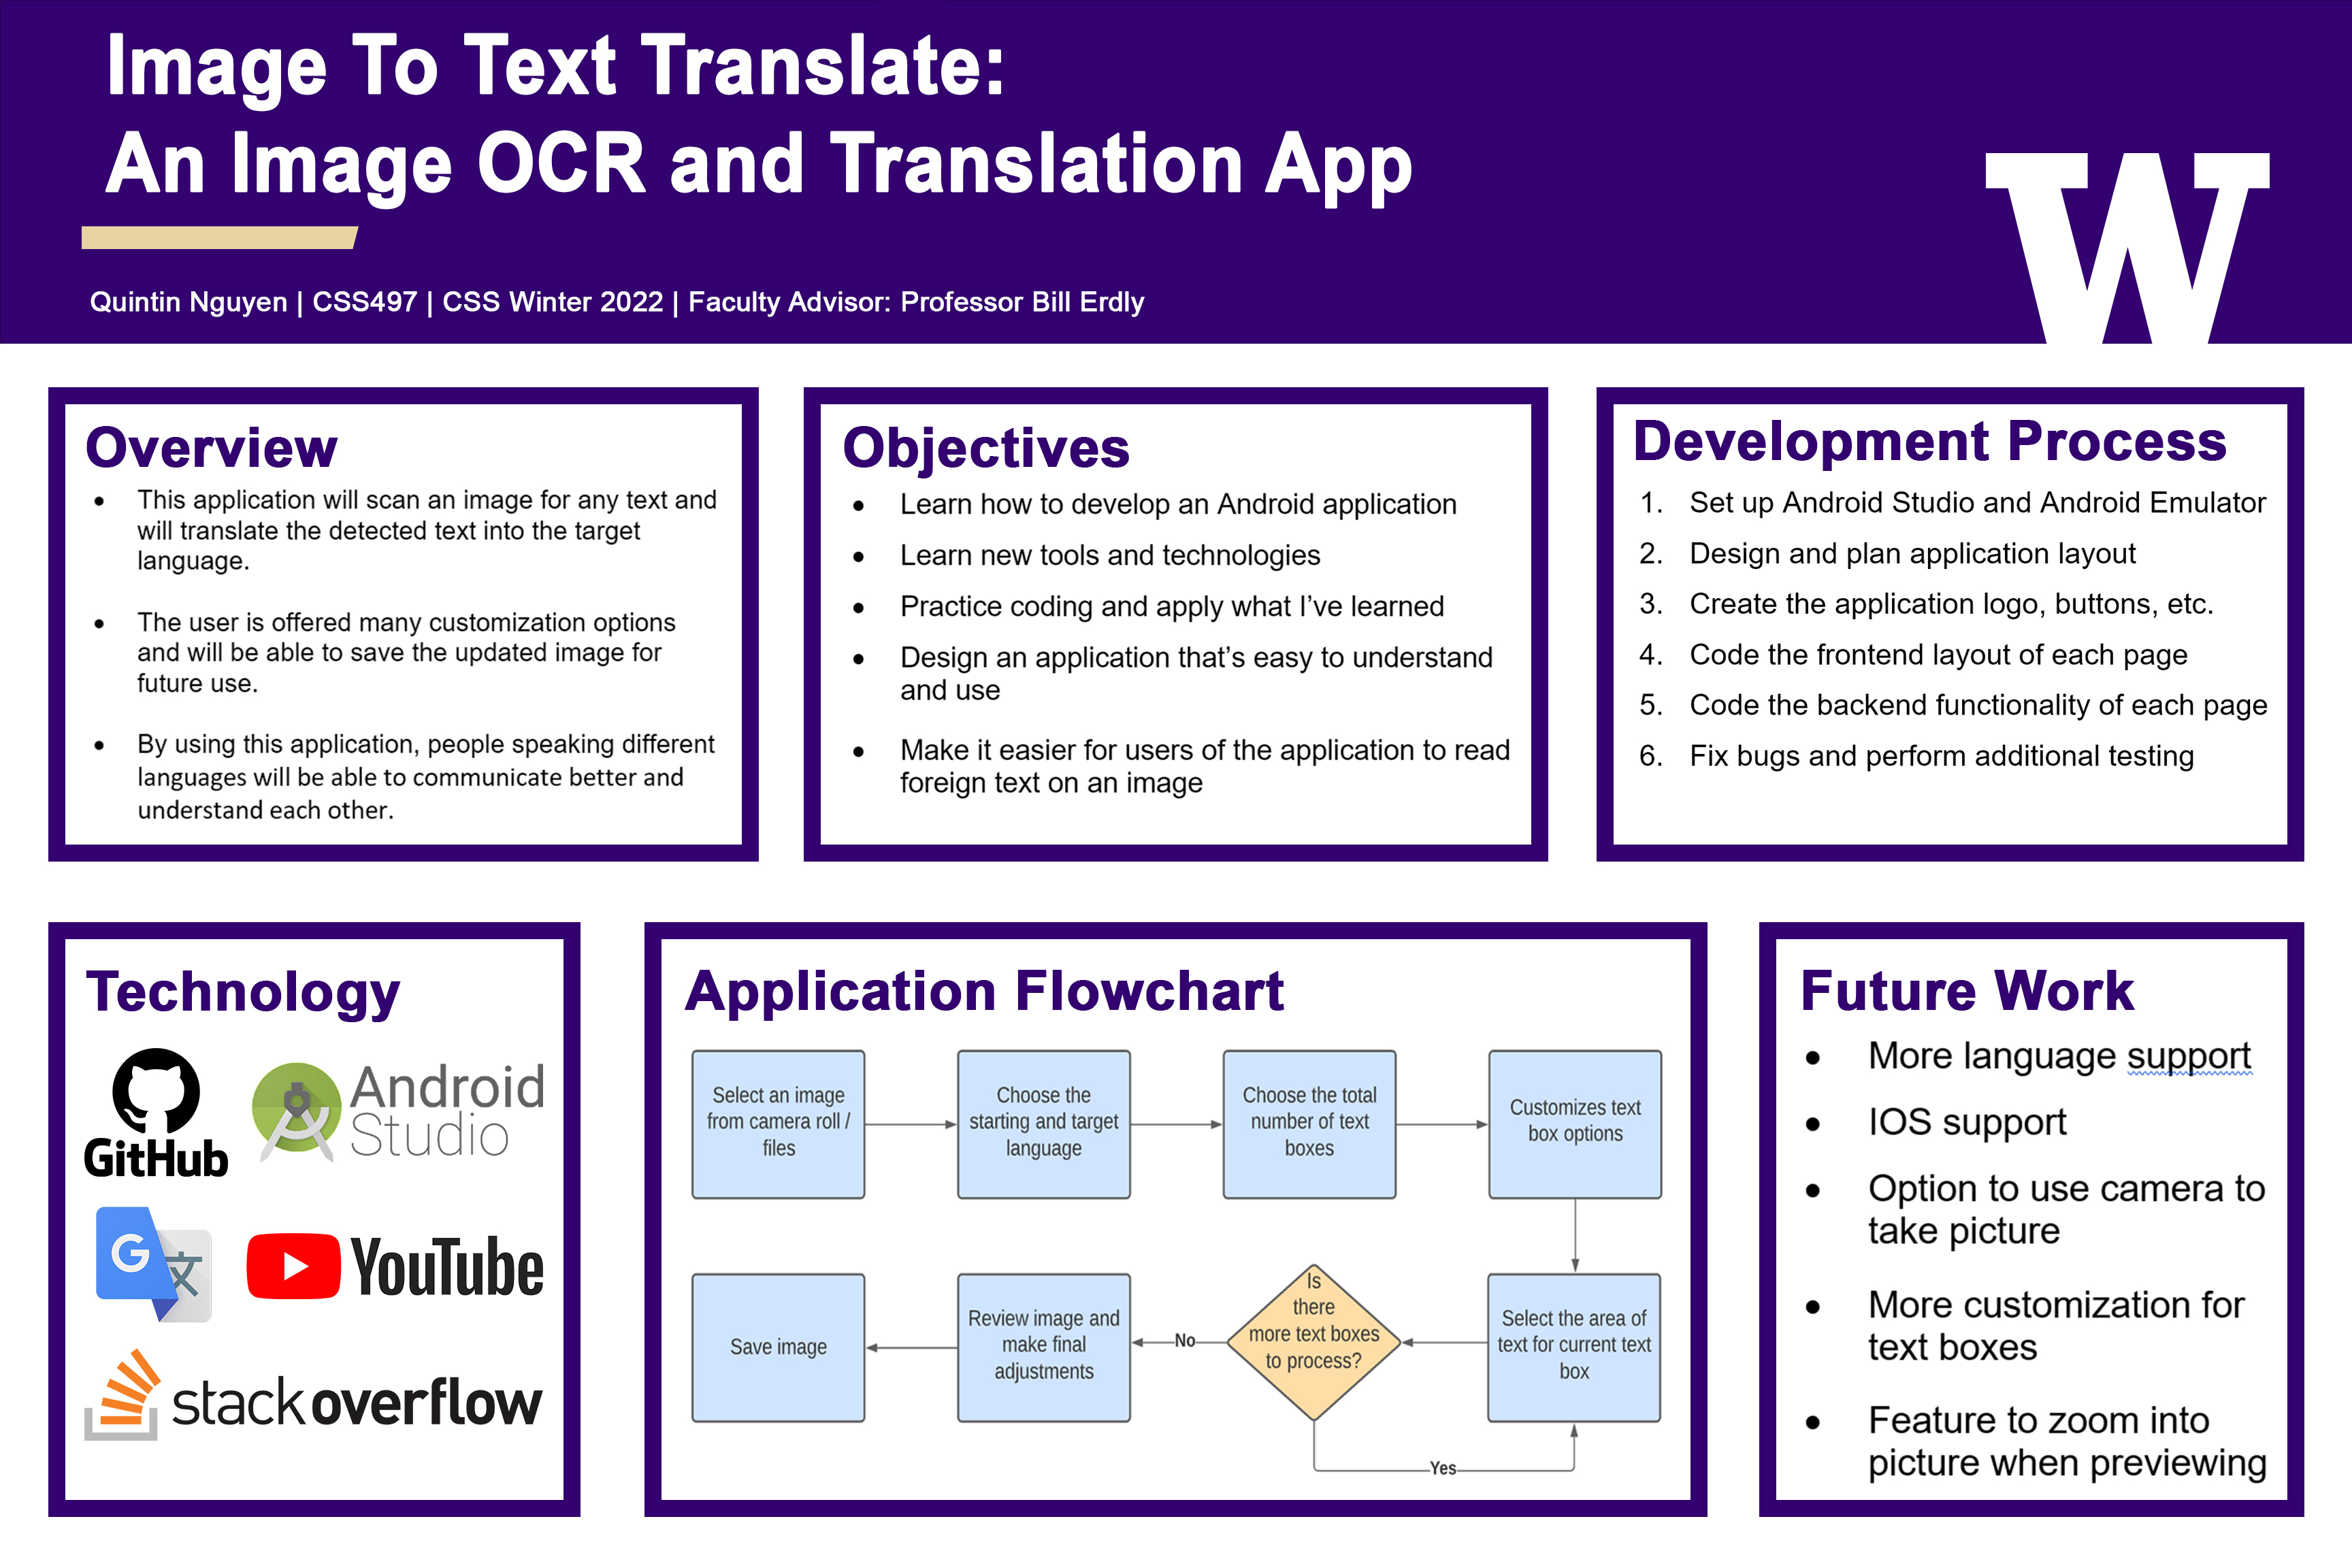 Image To Text Translate:
An Image OCR and Translation App
Quintin Nguyen | CSS497 | CSS Winter 2022 | Faculty Advisor: Professor Bill Erdly
W
Overview
• This application will scan an image for any text and
will translate the detected text into the target
language.
• The user is offered many customization options
and will be able to save the updated image for
future use.
• By using this application, people speaking different
languages will be able to communicate better and
understand each other.
Objectives
• Learn how to develop an Android application
• Learn new tools and technologies
• Practice coding and apply what I’ve learned
• Design an application that’s easy to understand
and use
• Make it easier for users of the application to read
foreign text on an image
Development Process
1. Set up Android Studio and Android Emulator
2. Design and plan application layout
3. Create the application logo, buttons, etc.
4. Code the frontend layout of each page
5. Code the backend functionality of each page
6. Fix bugs and perform additional testing
Technology
GitHub
Android
Studio
G 文
YouTube
stackoverflow
Application Flowchart
Select an image
from camera roll /
files
Choose the
starting and target
language
Choose the total
number of text
boxes
Customizes text
box options
Select the area of
text for current text
box
Is
there
more text boxes
to process?
Yes
No
Review image and
make final
adjustments
Save image
Future Work
• More language support
• IOS support
• Option to use camera to
take picture
• More customization for
text boxes
• Feature to zoom into
picture when previewing